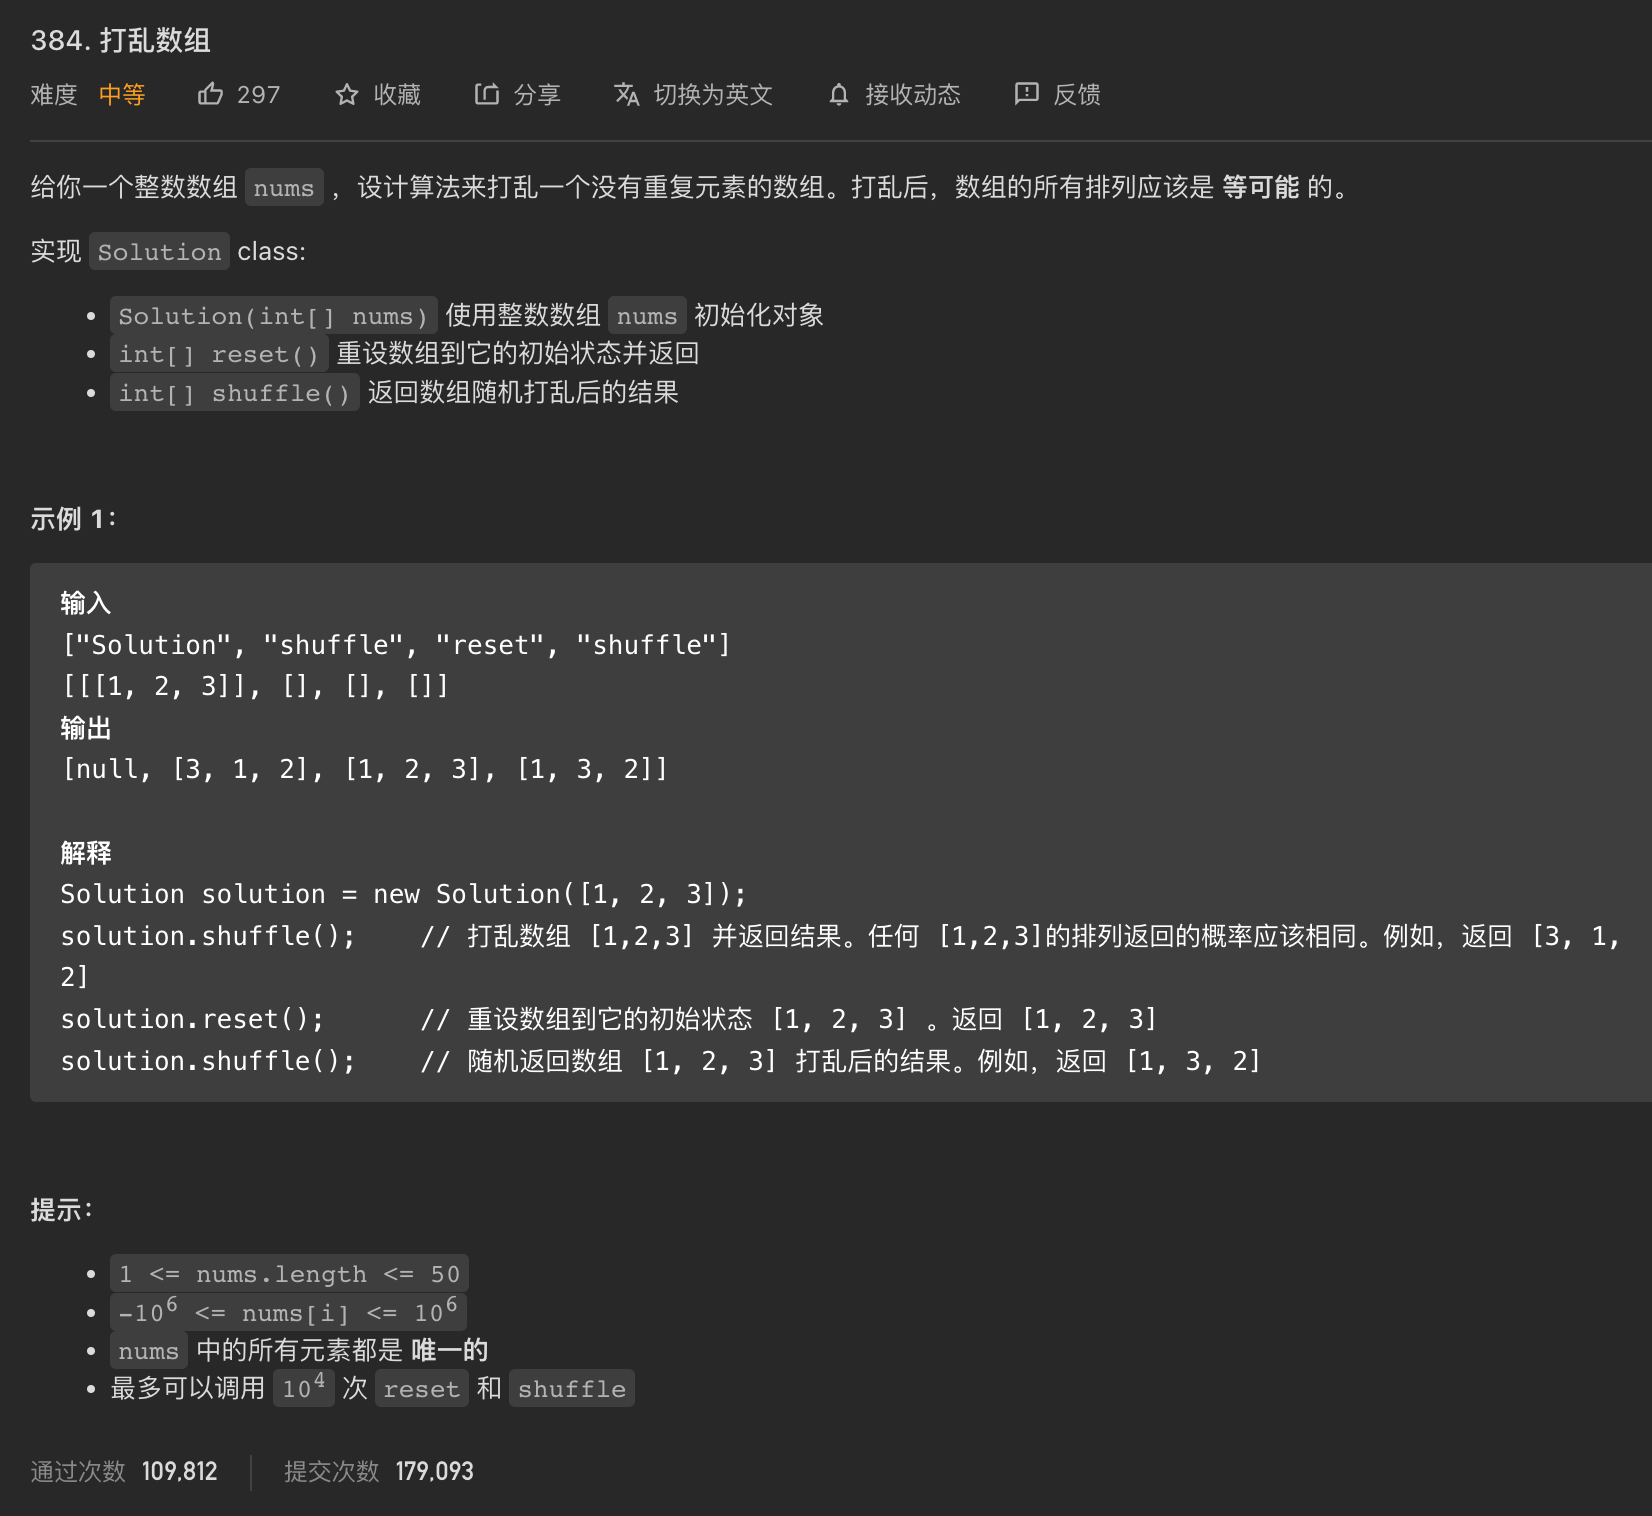 384. 打乱数组
难度 中等 297 收藏 分享 切换为英文 接收动态 反馈
给你一个整数数组 nums ，设计算法来打乱一个没有重复元素的数组。打乱后，数组的所有排列应该是 等可能 的。
实现 Solution class:
• Solution(int[] nums) 使用整数数组 nums 初始化对象
• int[] reset() 重设数组到它的初始状态并返回
• int[] shuffle() 返回数组随机打乱后的结果
示例 1：
输入
["Solution", "shuffle", "reset", "shuffle"]
[[[1, 2, 3]], [], [], []]
输出
[null, [3, 1, 2], [1, 2, 3], [1, 3, 2]]
解释
Solution solution = new Solution([1, 2, 3]);
solution.shuffle();    // 打乱数组 [1,2,3] 并返回结果。任何 [1,2,3]的排列返回的概率应该相同。例如，返回 [3, 1,
2]
solution.reset();      // 重设数组到它的初始状态 [1, 2, 3] 。返回 [1, 2, 3]
solution.shuffle();    // 随机返回数组 [1, 2, 3] 打乱后的结果。例如，返回 [1, 3, 2]
提示：
• 1 <= nums.length <= 50
• -10⁶ <= nums[i] <= 10⁶
• nums 中的所有元素都是 唯一的
• 最多可以调用 10⁴ 次 reset 和 shuffle
通过次数 109,812 提交次数 179,093